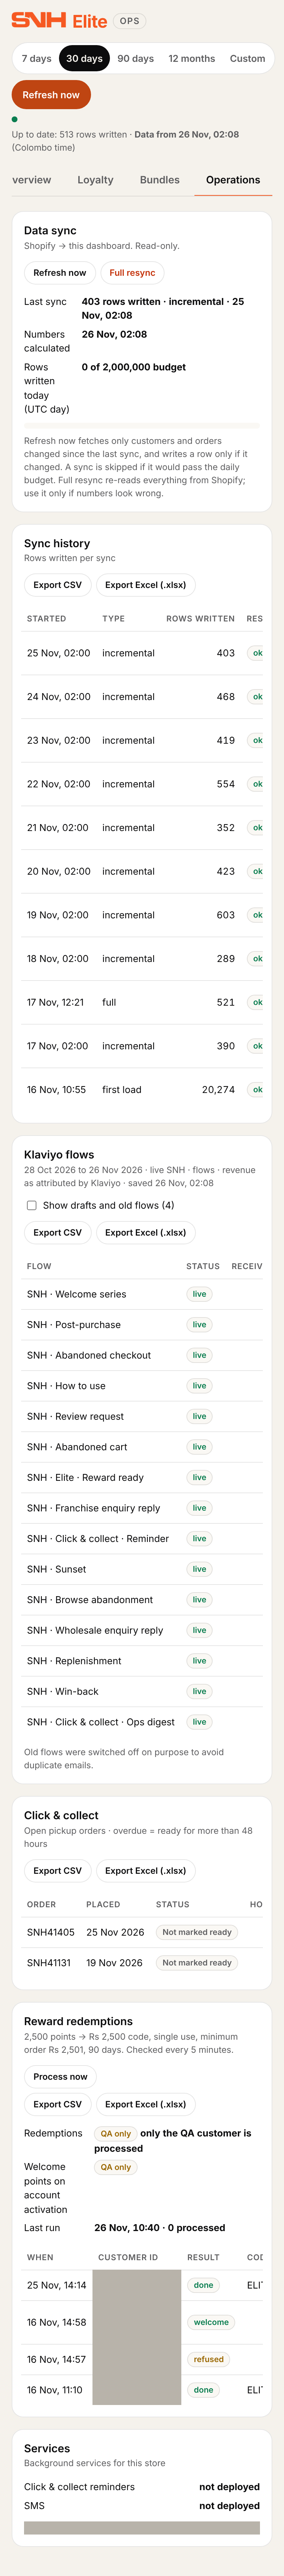 SNH Elite OPS
7 days 30 days 90 days 12 months Custom
Refresh now
Up to date: 513 rows written · Data from 26 Nov, 02:08
(Colombo time)
verview Loyalty Bundles Operations
Data sync
Shopify → this dashboard. Read-only.
Refresh now Full resync
Last sync 403 rows written · incremental · 25
Nov, 02:08
Numbers 26 Nov, 02:08
calculated
Rows 0 of 2,000,000 budget
written
today
(UTC day)
Refresh now fetches only customers and orders
changed since the last sync, and writes a row only if it
changed. A sync is skipped if it would pass the daily
budget. Full resync re-reads everything from Shopify;
use it only if numbers look wrong.
Sync history
Rows written per sync
Export CSV Export Excel (.xlsx)
STARTED TYPE ROWS WRITTEN RES
25 Nov, 02:00 incremental 403 ok
24 Nov, 02:00 incremental 468 ok
23 Nov, 02:00 incremental 419 ok
22 Nov, 02:00 incremental 554 ok
21 Nov, 02:00 incremental 352 ok
20 Nov, 02:00 incremental 423 ok
19 Nov, 02:00 incremental 603 ok
18 Nov, 02:00 incremental 289 ok
17 Nov, 12:21 full 521 ok
17 Nov, 02:00 incremental 390 ok
16 Nov, 10:55 first load 20,274 ok
Klaviyo flows
28 Oct 2026 to 26 Nov 2026 · live SNH · flows · revenue
as attributed by Klaviyo · saved 26 Nov, 02:08
Show drafts and old flows (4)
Export CSV Export Excel (.xlsx)
FLOW STATUS RECEIV
SNH · Welcome series live
SNH · Post-purchase live
SNH · Abandoned checkout live
SNH · How to use live
SNH · Review request live
SNH · Abandoned cart live
SNH · Elite · Reward ready live
SNH · Franchise enquiry reply live
SNH · Click & collect · Reminder live
SNH · Sunset live
SNH · Browse abandonment live
SNH · Wholesale enquiry reply live
SNH · Replenishment live
SNH · Win-back live
SNH · Click & collect · Ops digest live
Old flows were switched off on purpose to avoid
duplicate emails.
Click & collect
Open pickup orders · overdue = ready for more than 48
hours
Export CSV Export Excel (.xlsx)
ORDER PLACED STATUS HO
SNH41405 25 Nov 2026 Not marked ready
SNH41131 19 Nov 2026 Not marked ready
Reward redemptions
2,500 points → Rs 2,500 code, single use, minimum
order Rs 2,501, 90 days. Checked every 5 minutes.
Process now
Export CSV Export Excel (.xlsx)
Redemptions QA only only the QA customer is
processed
Welcome QA only
points on
account
activation
Last run 26 Nov, 10:40 · 0 processed
WHEN CUSTOMER ID RESULT COD
25 Nov, 14:14 done ELIT
16 Nov, 14:58 welcome
16 Nov, 14:57 refused
16 Nov, 11:10 done ELIT
Services
Background services for this store
Click & collect reminders not deployed
SMS not deployed